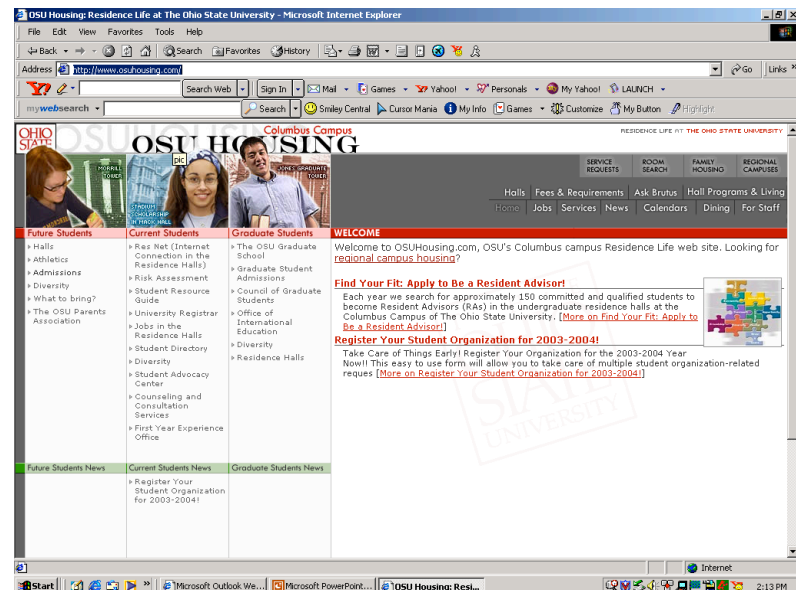 OSU Housing: Residence Life at The Ohio State University - Microsoft Internet Explorer
File Edit View Favorites Tools Help
Back Search Favorites History
Address http://www.osuhousing.com/ Go Links »
Y! Search Web Sign In Mail Games Yahoo! Personals My Yahoo! LAUNCH
mywebsearch Search Smiley Central Cursor Mania My Info Games Customize My Button Highlight
OHIO STATE OSUHOUSING Columbus Campus
OSU HOUSING
RESIDENCE LIFE AT THE OHIO STATE UNIVERSITY
pic
MORRILL TOWER
STADIUM SCHOLARSHIP IN MACK HALL
JONES GRADUATE TOWER
SERVICE REQUESTS ROOM SEARCH FAMILY HOUSING REGIONAL CAMPUSES
Halls Fees & Requirements Ask Brutus Hall Programs & Living
Home Jobs Services News Calendars Dining For Staff
Future Students
Halls
Athletics
Admissions
Diversity
What to bring?
The OSU Parents
Association
Current Students
Res Net (Internet
Connection in the
Residence Halls)
Risk Assessment
Student Resource
Guide
University Registrar
Jobs in the
Residence Halls
Student Directory
Diversity
Student Advocacy
Center
Counseling and
Consultation
Services
First Year Experience
Office
Graduate Students
The OSU Graduate
School
Graduate Student
Admissions
Council of Graduate
Students
Office of
International
Education
Diversity
Residence Halls
WELCOME
Welcome to OSUHousing.com, OSU's Columbus campus Residence Life web site. Looking for
regional campus housing?
Find Your Fit: Apply to Be a Resident Advisor!
Each year we search for approximately 150 committed and qualified students to
become Resident Advisors (RAs) in the undergraduate residence halls at the
Columbus Campus of The Ohio State University. [More on Find Your Fit: Apply to
Be a Resident Advisor!]
Register Your Student Organization for 2003-2004!
Take Care of Things Early! Register Your Organization for the 2003-2004 Year
Now!! This easy to use form will allow you to take care of multiple student organization-related
reques [More on Register Your Student Organization for 2003-2004!]
STATE
UNIVERSITY
Future Students News Current Students News Graduate Students News
Register Your
Student Organization
for 2003-2004!
Internet
Start » Microsoft Outlook We... Microsoft PowerPoint... OSU Housing: Resi... 2:13 PM